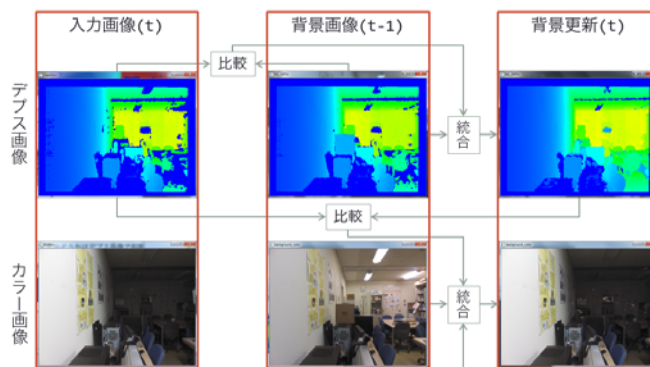 入力画像(t)
背景画像(t-1)
背景更新(t)
比較
デプス画像
統合
比較
カラー画像
統合